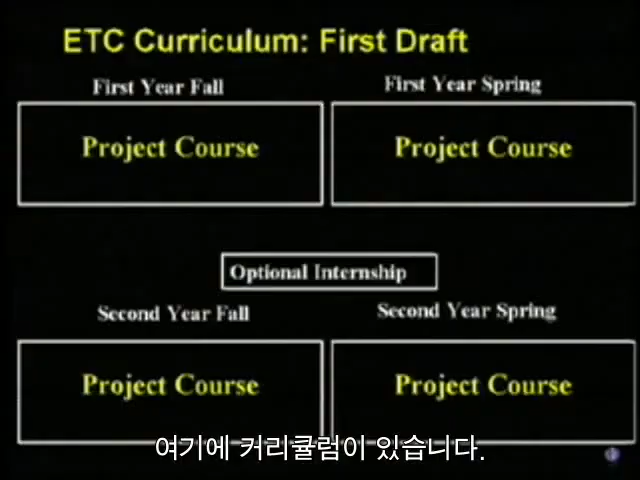 ETC Curriculum: First Draft
First Year Fall
First Year Spring
Project Course
Project Course
Optional Internship
Second Year Fall
Second Year Spring
Project Course
Project Course
여기에 커리큘럼이 있습니다.